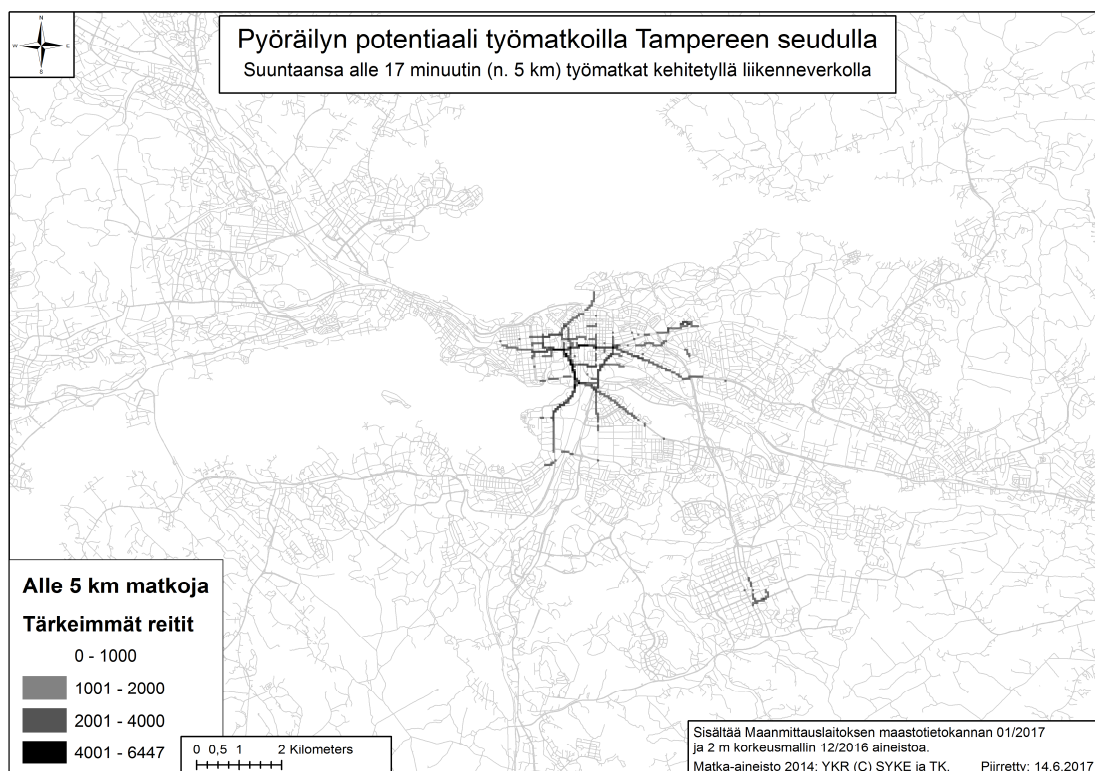 N
W
E
S
Pyöräilyn potentiaali työmatkoilla Tampereen seudulla
Suuntaansa alle 17 minuutin (n. 5 km) työmatkat kehitetyllä liikenneverkolla
Alle 5 km matkoja
Tärkeimmät reitit
0 - 1000
1001 - 2000
2001 - 4000
4001 - 6447
0 0,5 1 2 Kilometers
Sisältää Maanmittauslaitoksen maastotietokannan 01/2017
ja 2 m korkeusmallin 12/2016 aineistoa.
Matka-aineisto 2014: YKR (C) SYKE ja TK. Piirretty: 14.6.2017